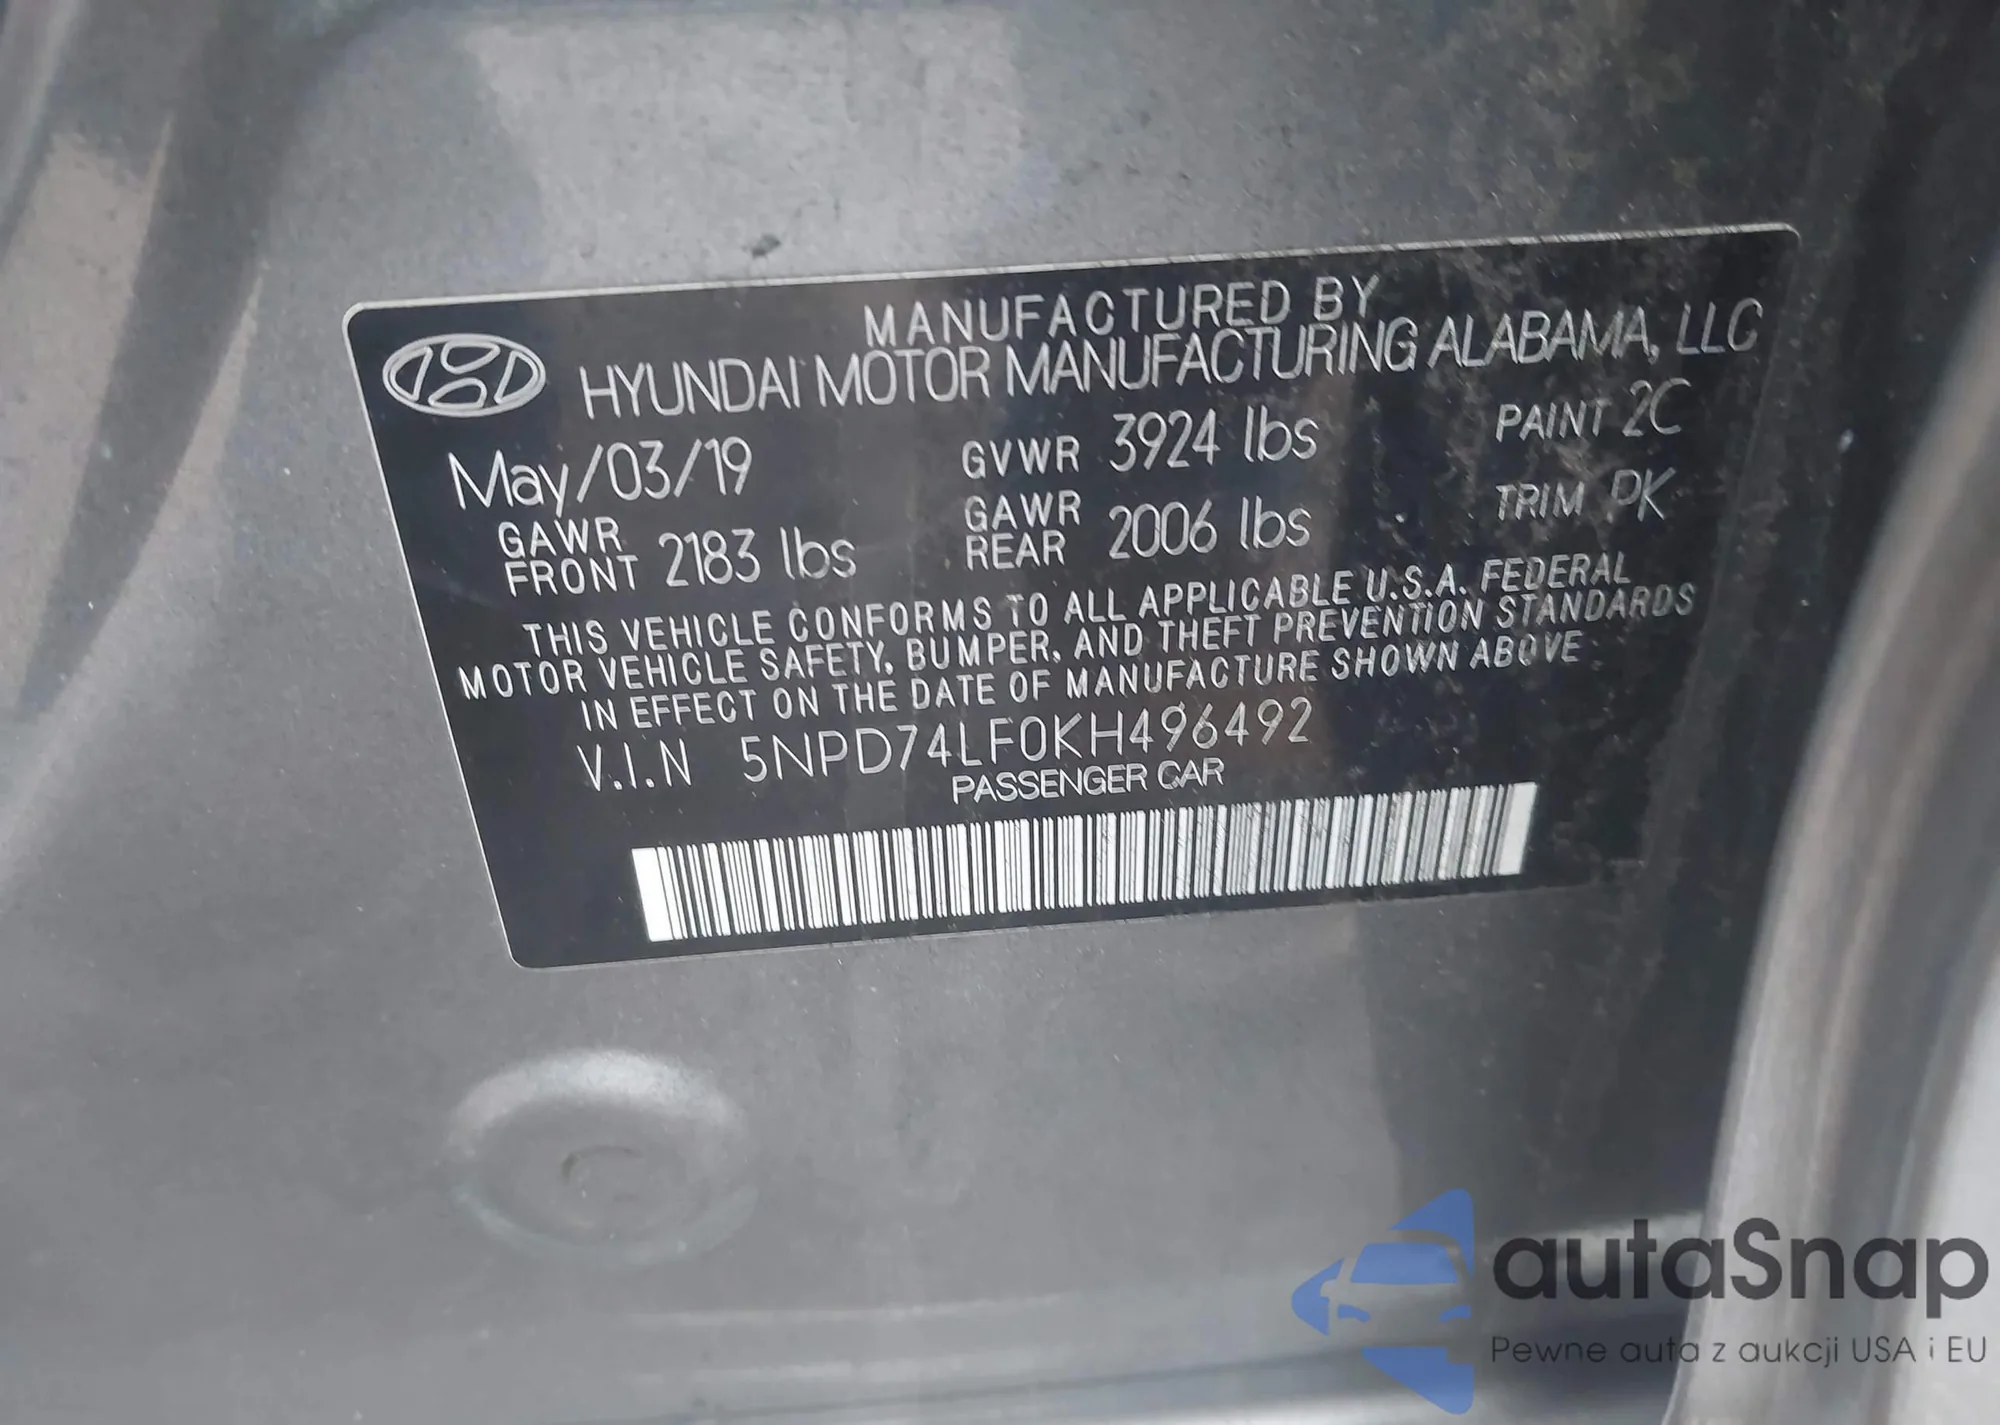 MANUFACTURED BY
HYUNDAI MOTOR MANUFACTURING ALABAMA, LLC
May/03/19 GVWR 3924 lbs PAINT 2C
GAWR FRONT 2183 lbs GAWR REAR 2006 lbs TRIM PK
THIS VEHICLE CONFORMS TO ALL APPLICABLE U.S.A. FEDERAL
MOTOR VEHICLE SAFETY, BUMPER, AND THEFT PREVENTION STANDARDS
IN EFFECT ON THE DATE OF MANUFACTURE SHOWN ABOVE
V.I.N 5NPD74LF0KH496492
PASSENGER CAR
autaSnap
Pewne auta z aukcji USA i EU